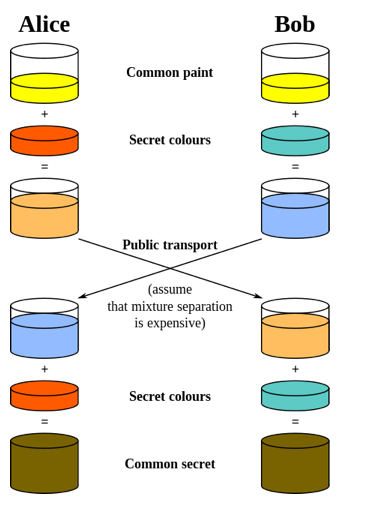 Alice Bob
Common paint
+ +
Secret colours
= =
Public transport
(assume
that mixture separation
is expensive)
+ +
Secret colours
= =
Common secret